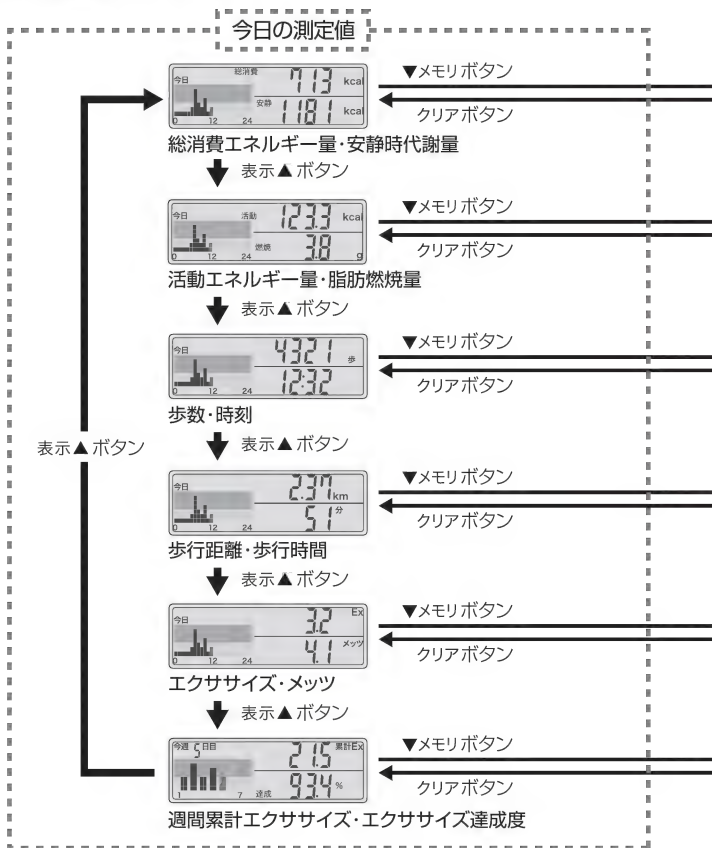 今日の測定値
今日 総消費 713 kcal
安静 1181 kcal
0 12 24
▼メモリボタン
クリアボタン
総消費エネルギー量・安静時代謝量
表示▲ボタン
今日 活動 123.3 kcal
燃焼 3.8 g
0 12 24
▼メモリボタン
クリアボタン
活動エネルギー量・脂肪燃焼量
表示▲ボタン
今日 4321 歩
12:32
0 12 24
▼メモリボタン
クリアボタン
歩数・時刻
表示▲ボタン
表示▲ボタン
今日 2.37 km
51 分
0 12 24
▼メモリボタン
クリアボタン
歩行距離・歩行時間
表示▲ボタン
今日 3.2 Ex
4.1 メッツ
0 12 24
▼メモリボタン
クリアボタン
エクササイズ・メッツ
表示▲ボタン
今週 5日目 21.5 累計Ex
1 7 達成 93.4 %
▼メモリボタン
クリアボタン
週間累計エクササイズ・エクササイズ達成度